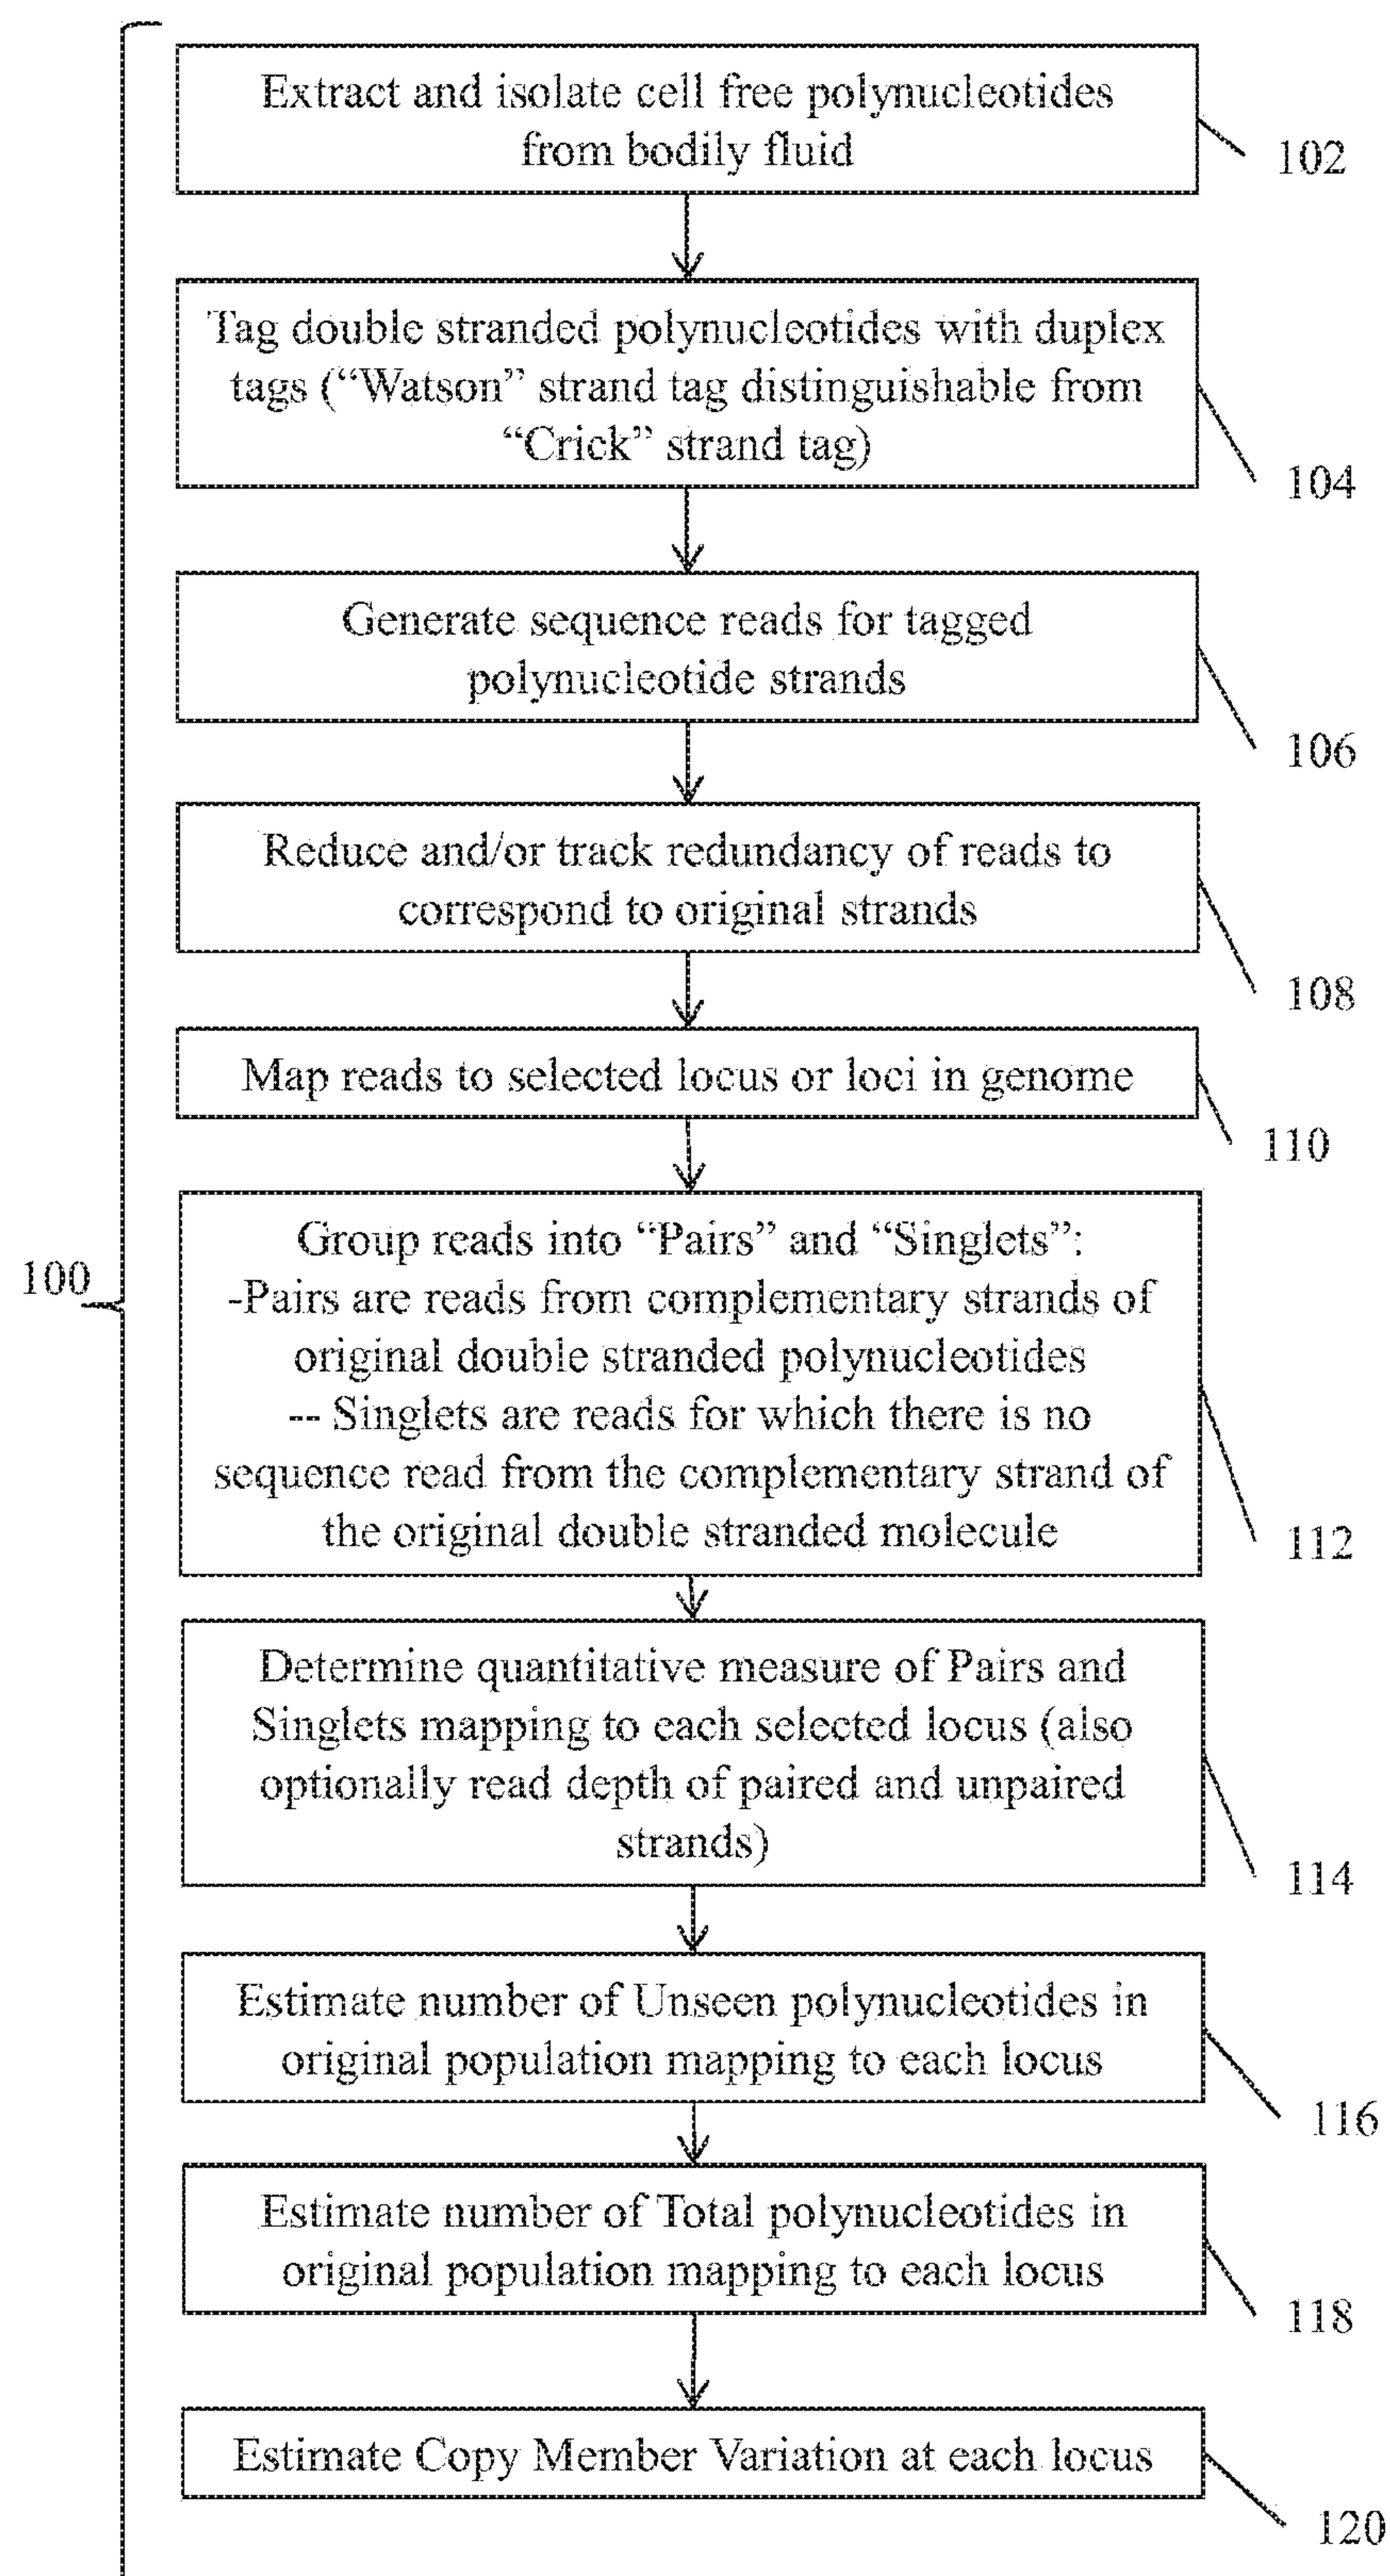 Extract and isolate cell free polynucleotides
from bodily fluid
102
Tag double stranded polynucleotides with duplex
tags (“Watson” strand tag distinguishable from
“Crick” strand tag)
104
Generate sequence reads for tagged
polynucleotide strands
106
Reduce and/or track redundancy of reads to
correspond to original strands
108
Map reads to selected locus or loci in genome
110
100
Group reads into “Pairs” and “Singlets”:
-Pairs are reads from complementary strands of
original double stranded polynucleotides
-- Singlets are reads for which there is no
sequence read from the complementary strand of
the original double stranded molecule
112
Determine quantitative measure of Pairs and
Singlets mapping to each selected locus (also
optionally read depth of paired and unpaired
strands)
114
Estimate number of Unseen polynucleotides in
original population mapping to each locus
116
Estimate number of Total polynucleotides in
original population mapping to each locus
118
Estimate Copy Member Variation at each locus
120